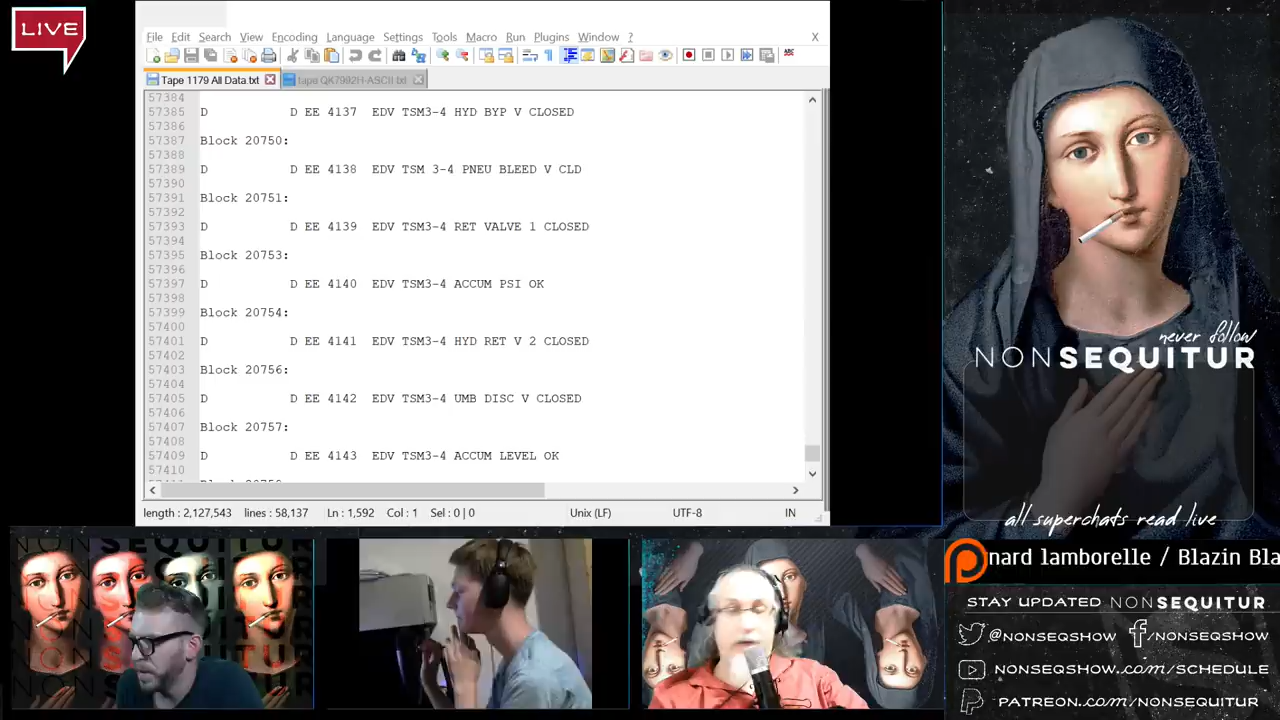 LIVE
File Edit Search View Encoding Language Settings Tools Macro Run Plugins Window ? X
Tape 1179 All Data.txt
tape QK7992H-ASCII.txt
57384
57385 D D EE 4137 EDV TSM3-4 HYD BYP V CLOSED
57386
57387 Block 20750:
57388
57389 D D EE 4138 EDV TSM 3-4 PNEU BLEED V CLD
57390
57391 Block 20751:
57392
57393 D D EE 4139 EDV TSM3-4 RET VALVE 1 CLOSED
57394
57395 Block 20753:
57396
57397 D D EE 4140 EDV TSM3-4 ACCUM PSI OK
57398
57399 Block 20754:
57400
57401 D D EE 4141 EDV TSM3-4 HYD RET V 2 CLOSED
57402
57403 Block 20756:
57404
57405 D D EE 4142 EDV TSM3-4 UMB DISC V CLOSED
57406
57407 Block 20757:
57408
57409 D D EE 4143 EDV TSM3-4 ACCUM LEVEL OK
57410
length : 2,127,543 lines : 58,137 Ln : 1,592 Col : 1 Sel : 0 | 0 Unix (LF) UTF-8 IN
never follow
NONSEQUITUR
all superchats read live
nard lamborelle / Blazin Bla
STAY UPDATED NONSEQUITUR
@NONSEQSHOW /NONSEQSHOW
NONSEQSHOW.com/SCHEDULE
PATREON.com/NONSEQUITUR